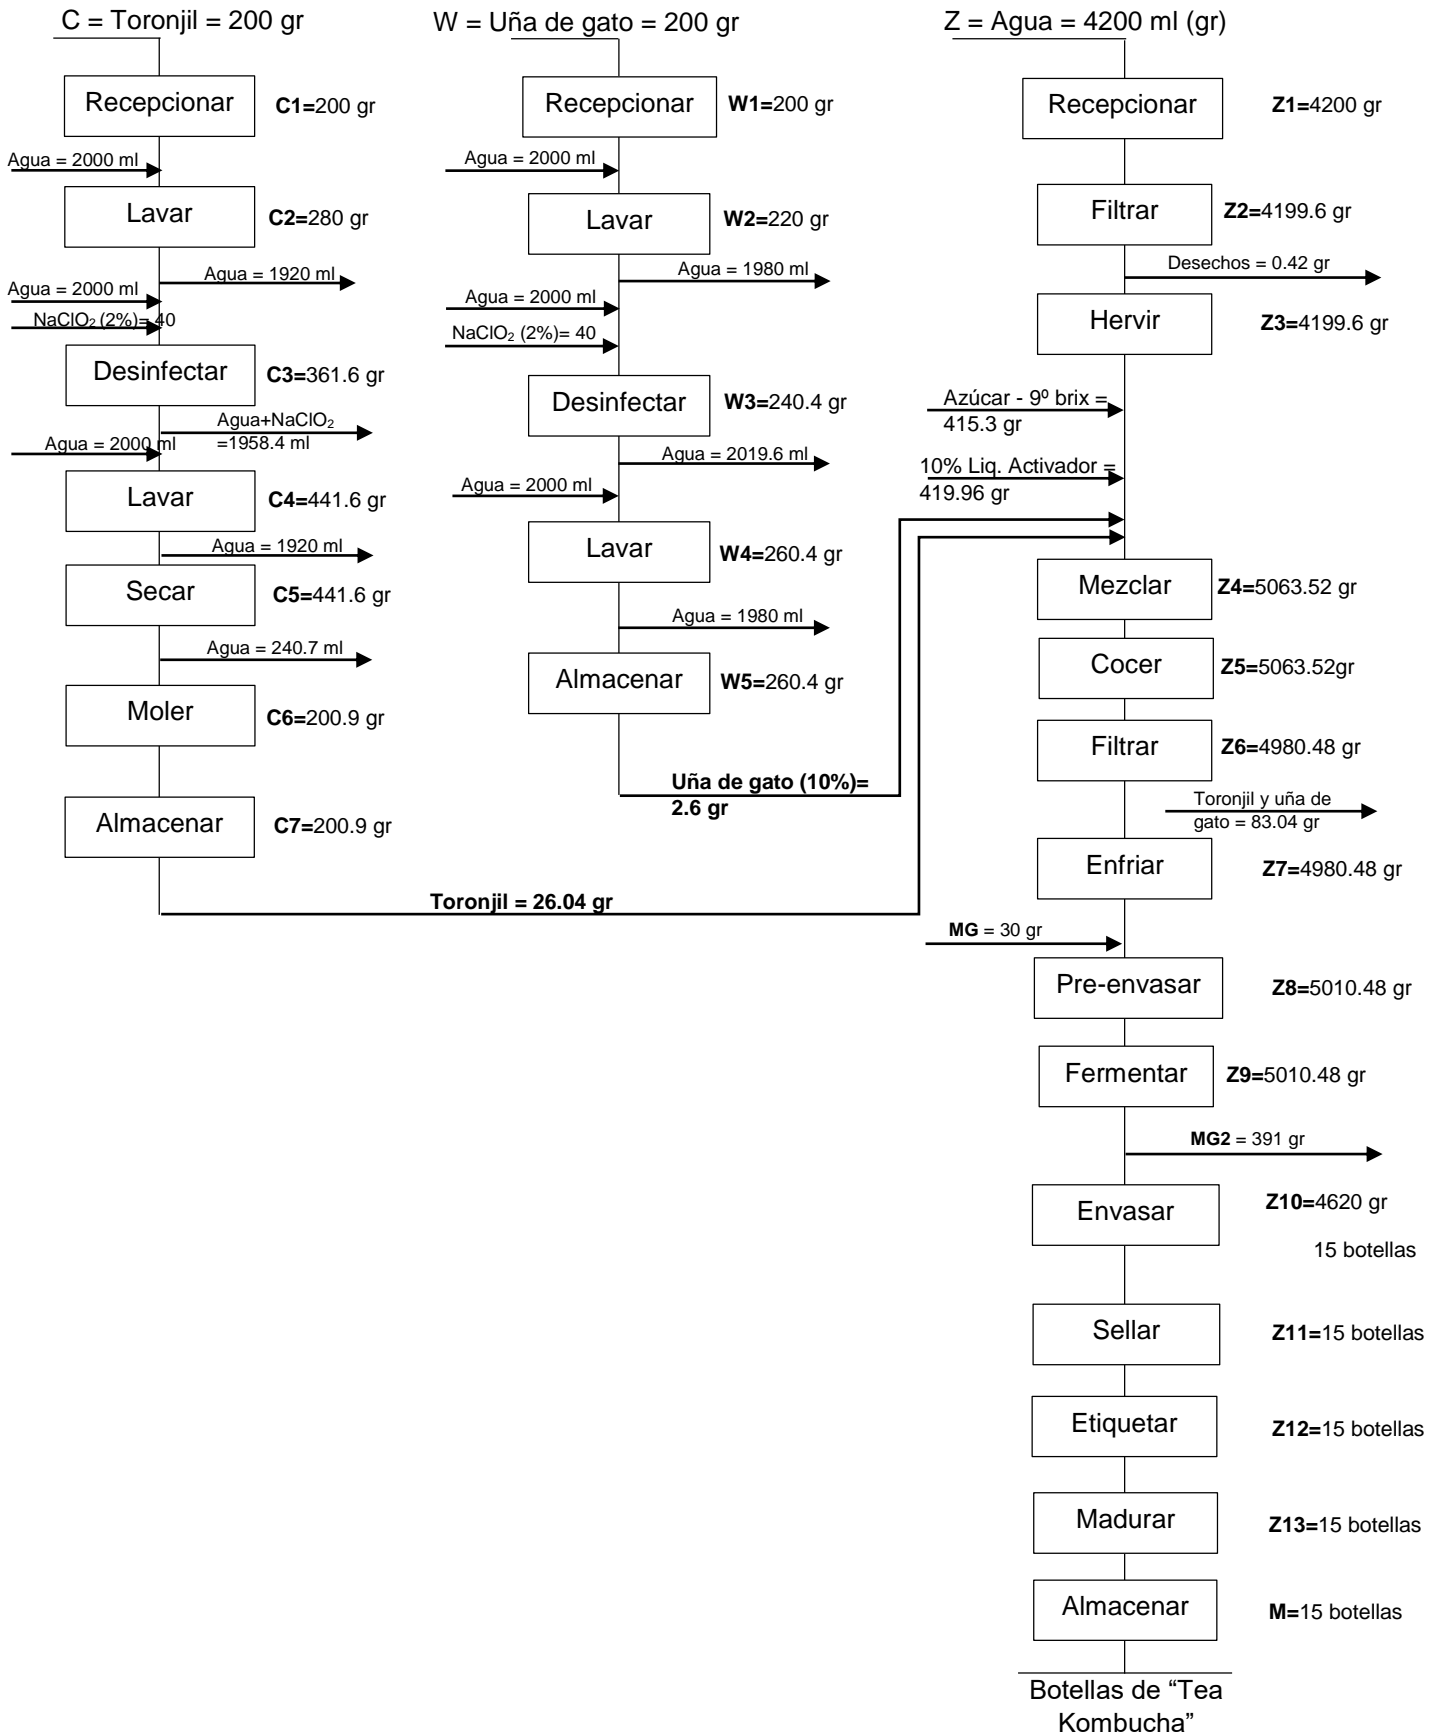 C = Toronjil = 200 gr
Recepcionar
C1=200 gr
Agua = 2000 ml
Lavar
C2=280 gr
Agua = 1920 ml
Agua = 2000 ml
NaClO₂ (2%)= 40
Desinfectar
C3=361.6 gr
Agua+NaClO₂
=1958.4 ml
Agua = 2000 ml
Lavar
C4=441.6 gr
Agua = 1920 ml
Secar
C5=441.6 gr
Agua = 240.7 ml
Moler
C6=200.9 gr
Almacenar
C7=200.9 gr
Toronjil = 26.04 gr
W = Uña de gato = 200 gr
Recepcionar
W1=200 gr
Agua = 2000 ml
Lavar
W2=220 gr
Agua = 1980 ml
Agua = 2000 ml
NaClO₂ (2%)= 40
Desinfectar
W3=240.4 gr
Agua = 2019.6 ml
Agua = 2000 ml
Lavar
W4=260.4 gr
Agua = 1980 ml
Almacenar
W5=260.4 gr
Uña de gato (10%)=
2.6 gr
Z = Agua = 4200 ml (gr)
Recepcionar
Z1=4200 gr
Filtrar
Z2=4199.6 gr
Desechos = 0.42 gr
Hervir
Z3=4199.6 gr
Azúcar - 9º brix =
415.3 gr
10% Liq. Activador =
419.96 gr
Mezclar
Z4=5063.52 gr
Cocer
Z5=5063.52gr
Filtrar
Z6=4980.48 gr
Toronjil y uña de
gato = 83.04 gr
Enfriar
Z7=4980.48 gr
MG = 30 gr
Pre-envasar
Z8=5010.48 gr
Fermentar
Z9=5010.48 gr
MG2 = 391 gr
Envasar
Z10=4620 gr
15 botellas
Sellar
Z11=15 botellas
Etiquetar
Z12=15 botellas
Madurar
Z13=15 botellas
Almacenar
M=15 botellas
Botellas de “Tea
Kombucha”